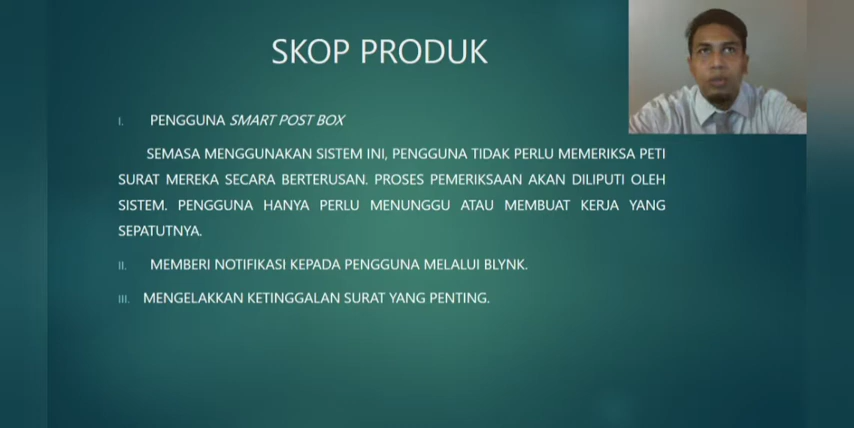 SKOP PRODUK
I. PENGGUNA SMART POST BOX
SEMASA MENGGUNAKAN SISTEM INI, PENGGUNA TIDAK PERLU MEMERIKSA PETI
SURAT MEREKA SECARA BERTERUSAN. PROSES PEMERIKSAAN AKAN DILIPUTI OLEH
SISTEM. PENGGUNA HANYA PERLU MENUNGGU ATAU MEMBUAT KERJA YANG
SEPATUTNYA.
II. MEMBERI NOTIFIKASI KEPADA PENGGUNA MELALUI BLYNK.
III. MENGELAKKAN KETINGGALAN SURAT YANG PENTING.